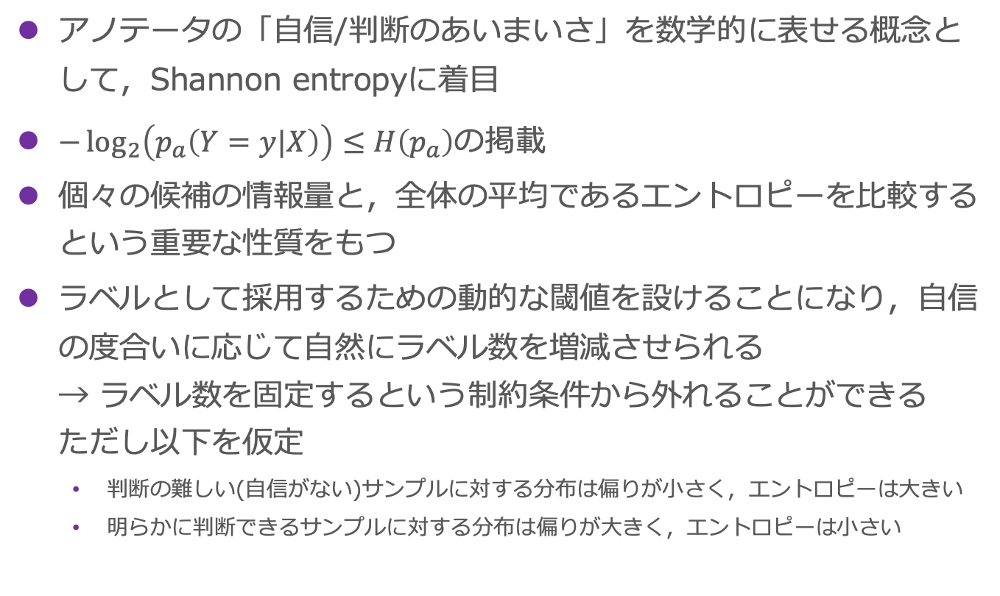 ● アノテータの「自信/判断のあいまいさ」を数学的に表せる概念と
して，Shannon entropyに着目
● − log₂(pₐ(Y = y|X)) ≤ H(pₐ)の掲載
● 個々の候補の情報量と，全体の平均であるエントロピーを比較する
という重要な性質をもつ
● ラベルとして採用するための動的な閾値を設けることになり，自信
の度合いに応じて自然にラベル数を増減させられる
→ ラベル数を固定するという制約条件から外れることができる
ただし以下を仮定
• 判断の難しい(自信がない)サンプルに対する分布は偏りが小さく，エントロピーは大きい
• 明らかに判断できるサンプルに対する分布は偏りが大きく，エントロピーは小さい